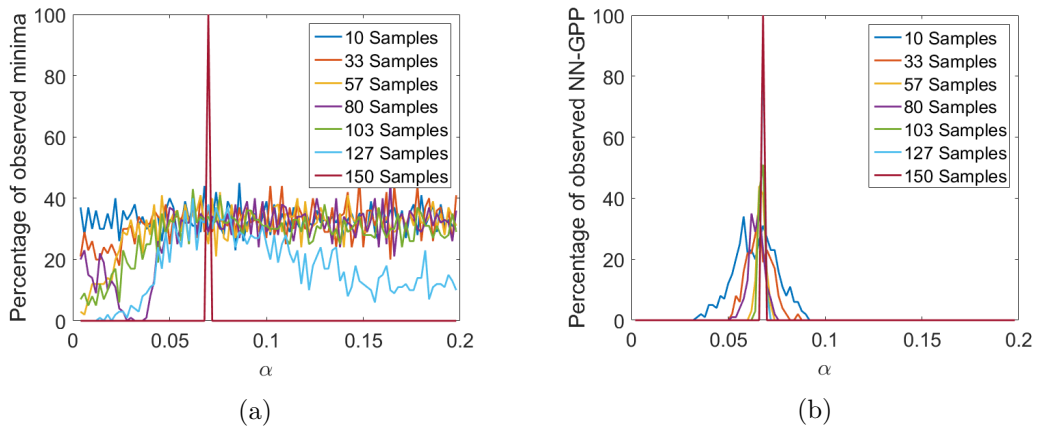 Percentage of observed minima
100
80
60
40
20
0
10 Samples
33 Samples
57 Samples
80 Samples
103 Samples
127 Samples
150 Samples
0
0.05
0.1
0.15
0.2
α
(a)
Percentage of observed NN-GPP
100
80
60
40
20
0
10 Samples
33 Samples
57 Samples
80 Samples
103 Samples
127 Samples
150 Samples
0
0.05
0.1
0.15
0.2
α
(b)